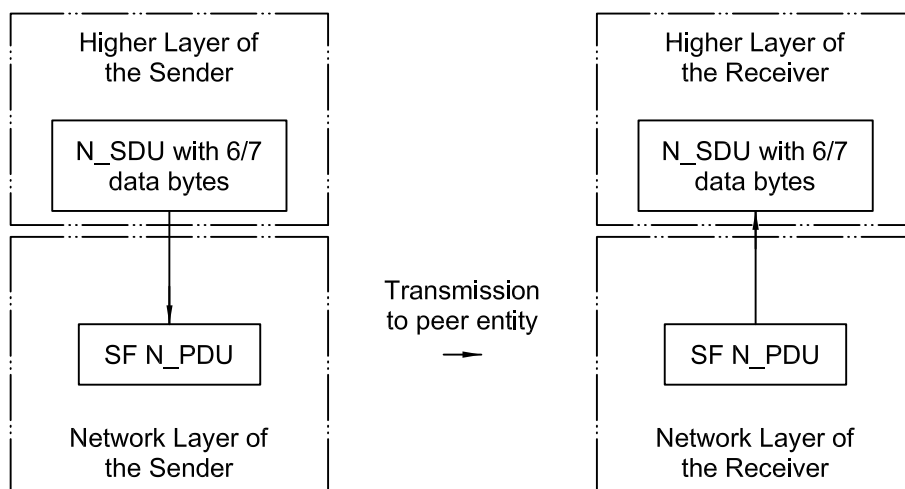 Higher Layer of
the Sender
N_SDU with 6/7
data bytes
SF N_PDU
Network Layer of
the Sender
Transmission
to peer entity
Higher Layer of
the Receiver
N_SDU with 6/7
data bytes
SF N_PDU
Network Layer of
the Receiver